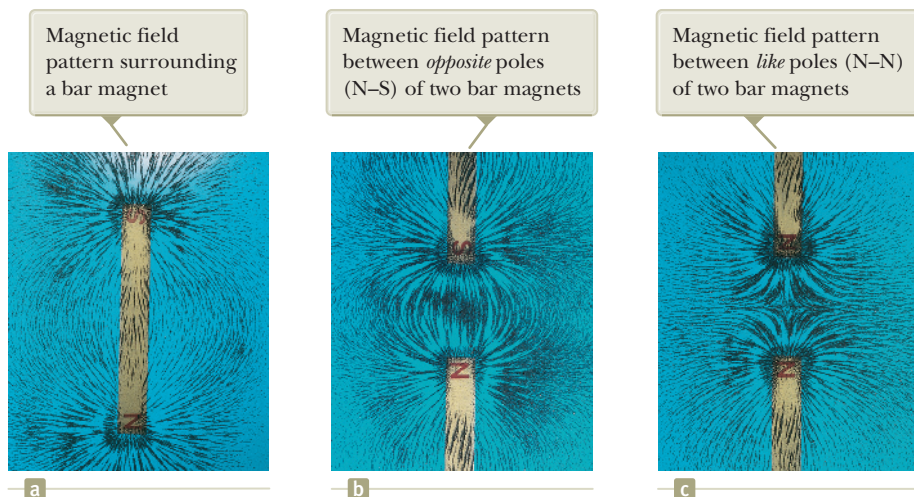 Magnetic field
pattern surrounding
a bar magnet
Magnetic field pattern
between opposite poles
(N–S) of two bar magnets
Magnetic field pattern
between like poles (N–N)
of two bar magnets
S
N
S
N
N
N
a
b
c